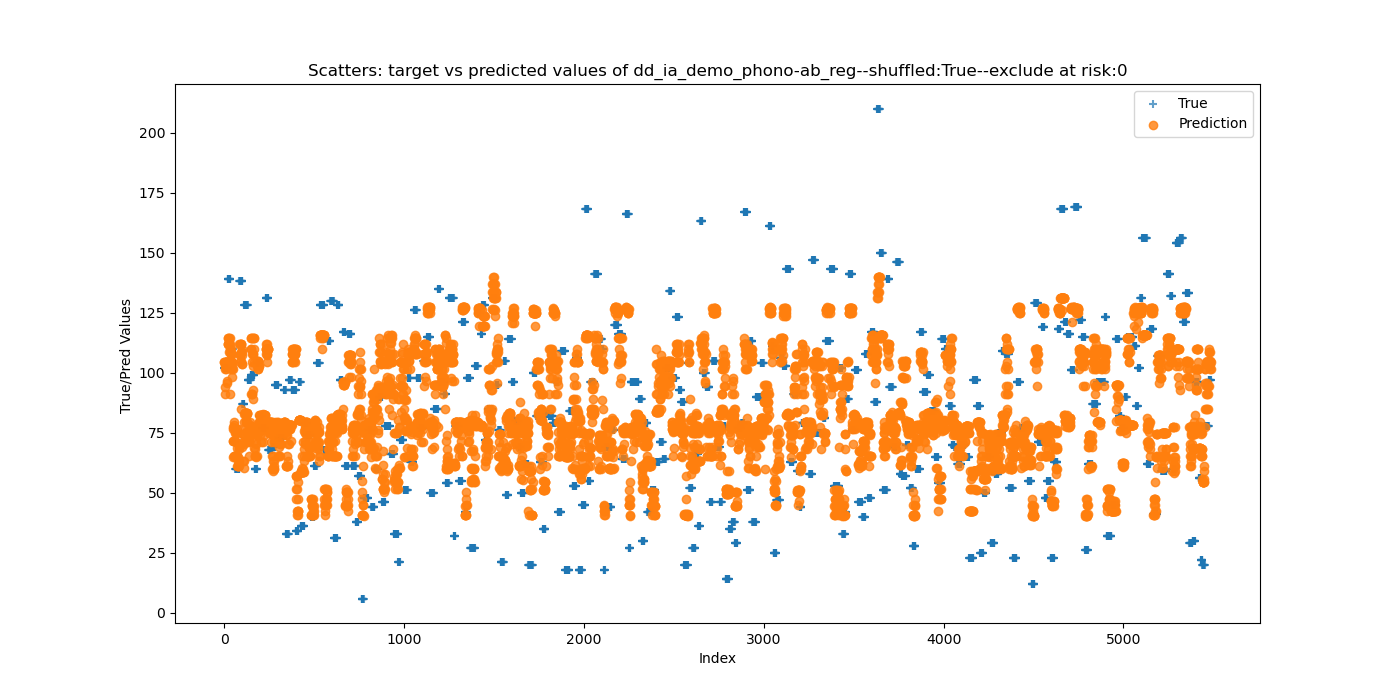 Scatters: target vs predicted values of dd_ia_demo_phono-ab_reg--shuffled:True--exclude at risk:0
True
Prediction
200
175
150
125
100
75
50
25
0
True/Pred Values
0 1000 2000 3000 4000 5000
Index